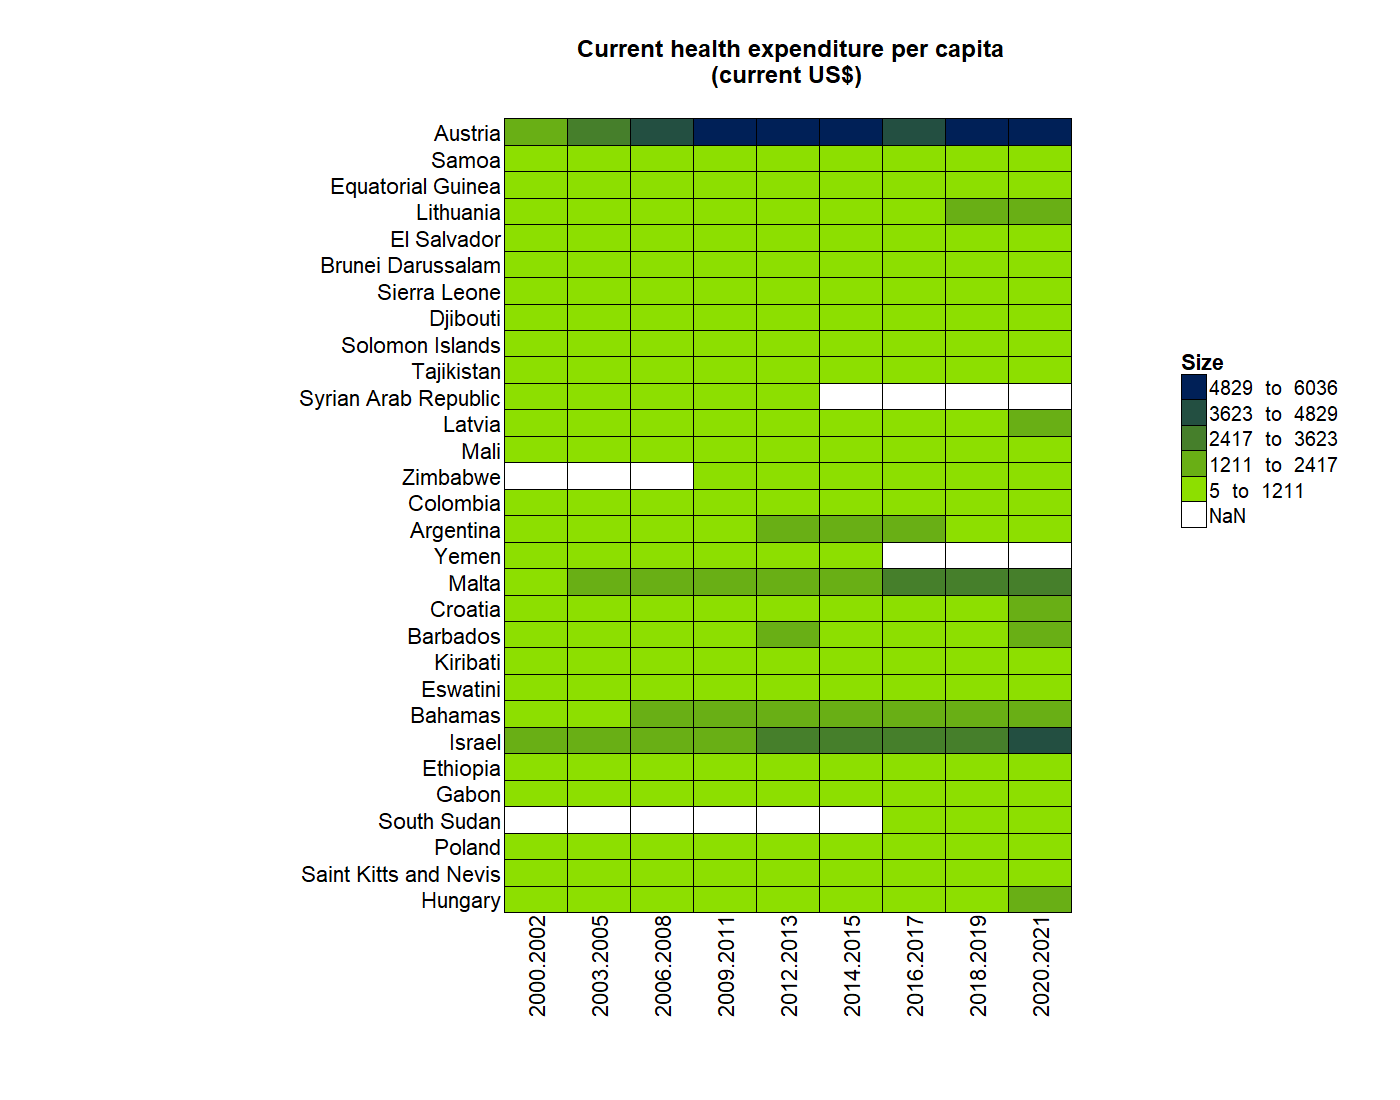 Current health expenditure per capita
(current US$)
Austria
Samoa
Equatorial Guinea
Lithuania
El Salvador
Brunei Darussalam
Sierra Leone
Djibouti
Solomon Islands
Tajikistan
Syrian Arab Republic
Latvia
Mali
Zimbabwe
Colombia
Argentina
Yemen
Malta
Croatia
Barbados
Kiribati
Eswatini
Bahamas
Israel
Ethiopia
Gabon
South Sudan
Poland
Saint Kitts and Nevis
Hungary
2000.2002
2003.2005
2006.2008
2009.2011
2012.2013
2014.2015
2016.2017
2018.2019
2020.2021
Size
4829 to 6036
3623 to 4829
2417 to 3623
1211 to 2417
5 to 1211
NaN